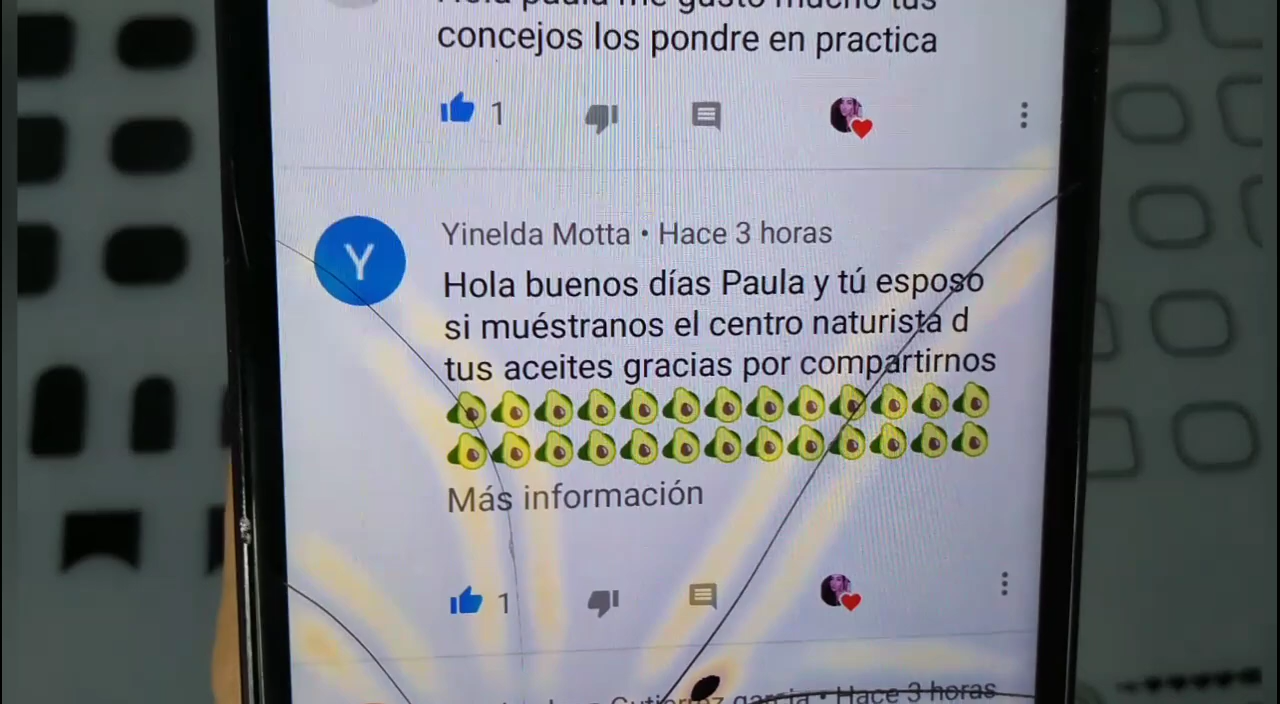 Hola paula me gusto mucho tus
concejos los pondre en practica
1
Y
Yinelda Motta • Hace 3 horas
Hola buenos días Paula y tú esposo
si muéstranos el centro naturista d
tus aceites gracias por compartirnos
🥑🥑🥑🥑🥑🥑🥑🥑🥑🥑🥑🥑🥑
🥑🥑🥑🥑🥑🥑🥑🥑🥑🥑🥑🥑🥑
Más información
1
garcia • Hace 3 horas